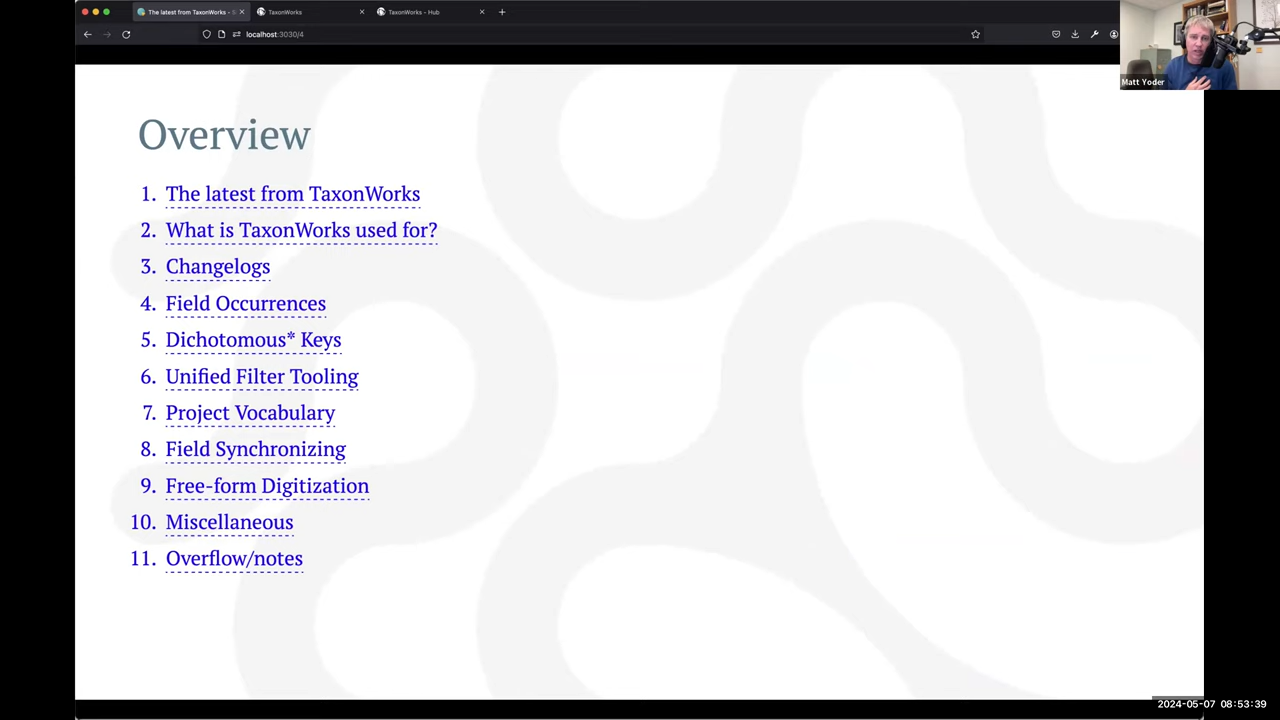 The latest from TaxonWorks - S
TaxonWorks
TaxonWorks - Hub
localhost:3030/4
Matt Yoder
Overview
1. The latest from TaxonWorks
2. What is TaxonWorks used for?
3. Changelogs
4. Field Occurrences
5. Dichotomous* Keys
6. Unified Filter Tooling
7. Project Vocabulary
8. Field Synchronizing
9. Free-form Digitization
10. Miscellaneous
11. Overflow/notes
2024-05-07 08:53:39